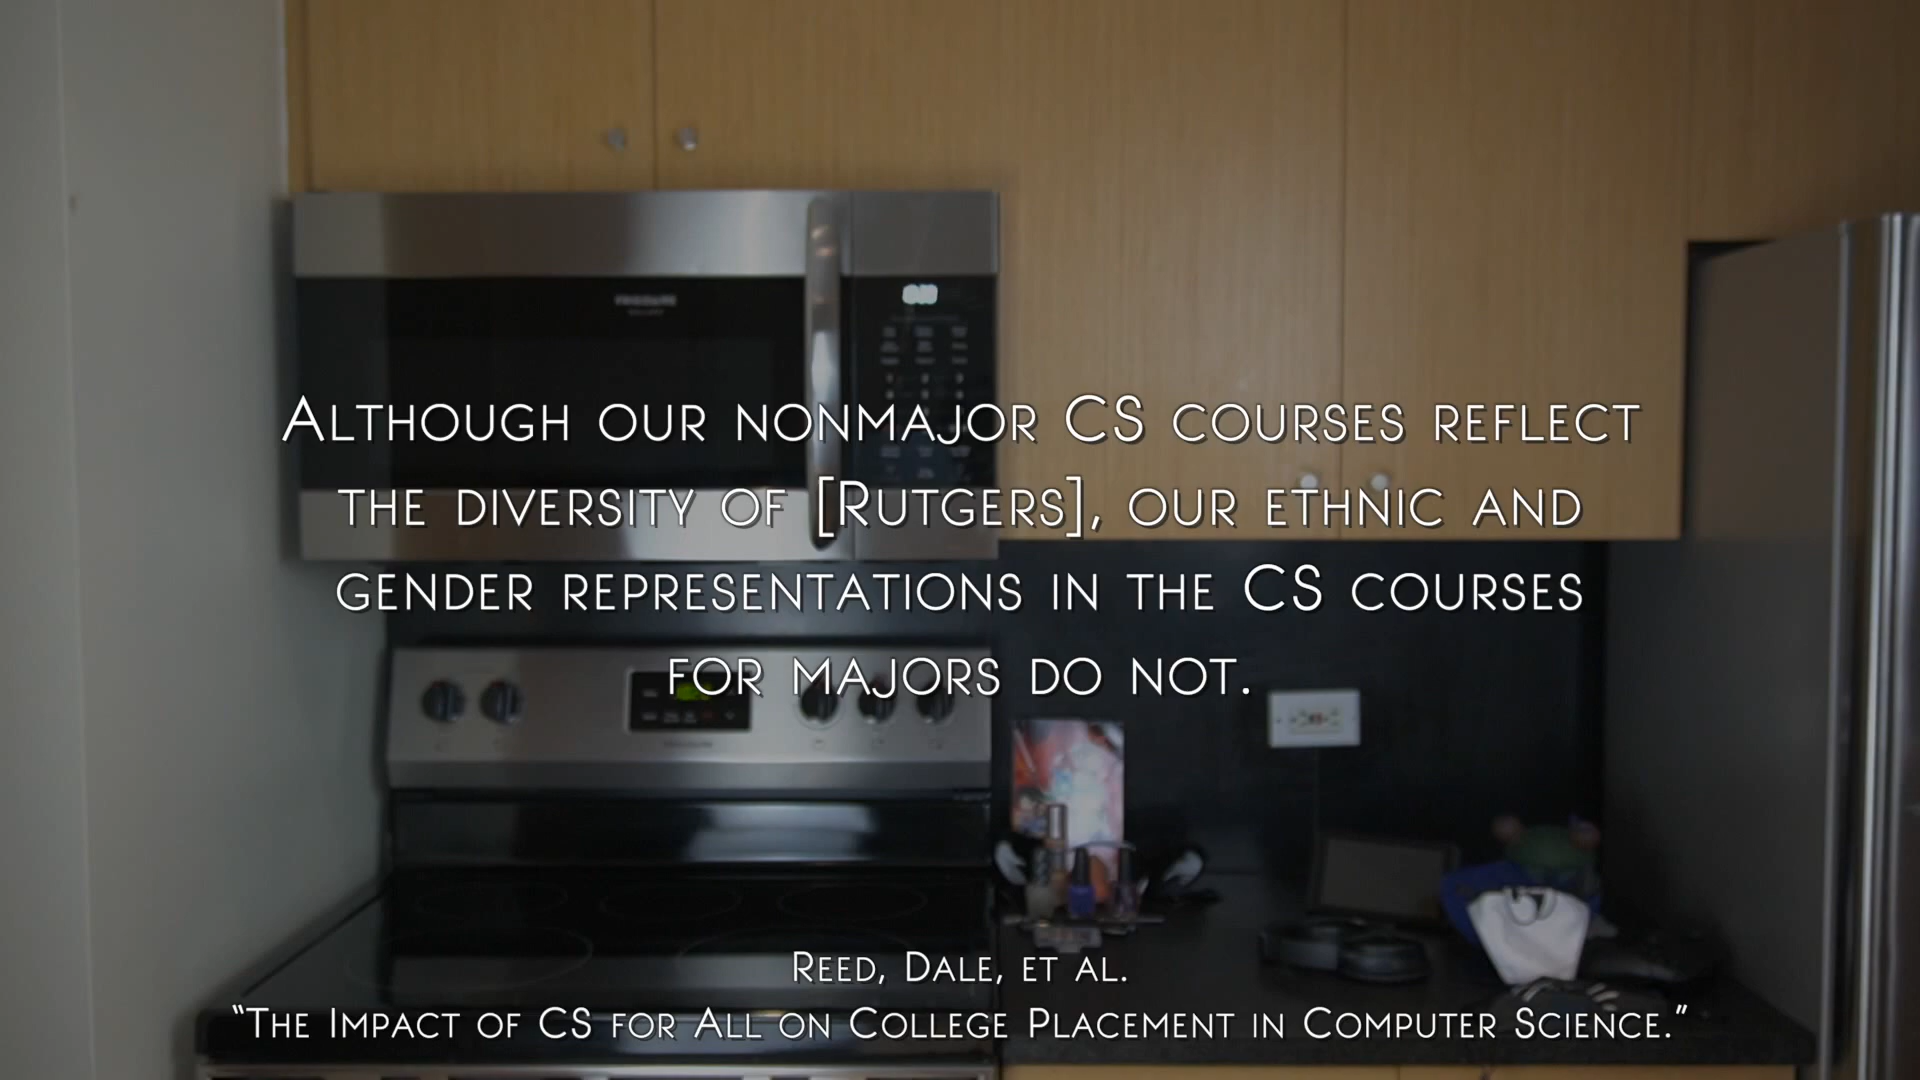 FRIGIDAIRE
Although our nonmajor CS courses reflect
the diversity of [Rutgers], our ethnic and
gender representations in the CS courses
for majors do not.
Reed, Dale, et al.
“The Impact of CS for All on College Placement in Computer Science.”